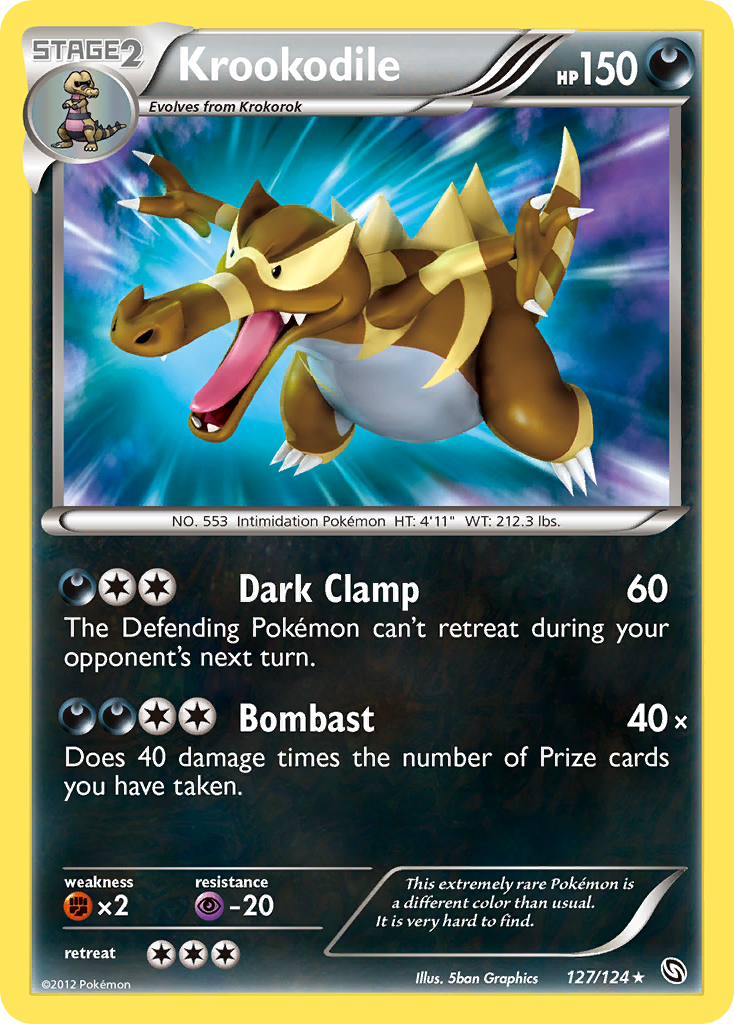 STAGE2
Krookodile
HP150
Evolves from Krokorok
NO. 553 Intimidation Pokémon HT: 4'11" WT: 212.3 lbs.
Dark Clamp 60
The Defending Pokémon can't retreat during your
opponent's next turn.
Bombast 40×
Does 40 damage times the number of Prize cards
you have taken.
weakness
×2
resistance
-20
retreat
This extremely rare Pokémon is
a different color than usual.
It is very hard to find.
©2012 Pokémon
Illus. 5ban Graphics
127/124★